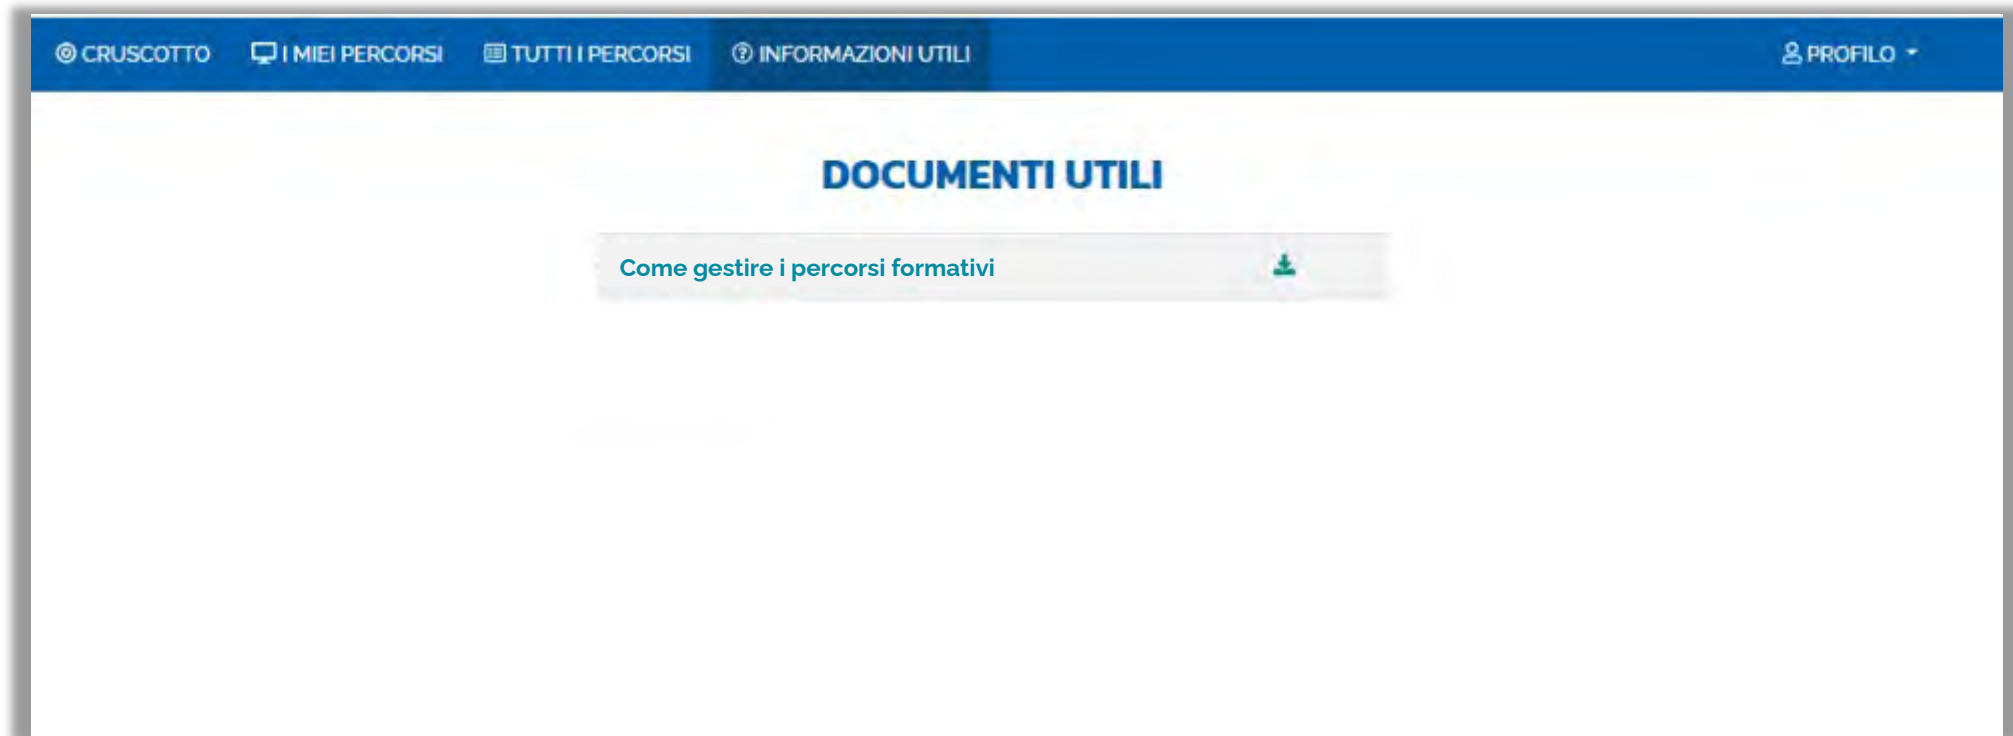 CRUSCOTTO I MIEI PERCORSI TUTTI I PERCORSI INFORMAZIONI UTILI PROFILO
DOCUMENTI UTILI
Come gestire i percorsi formativi